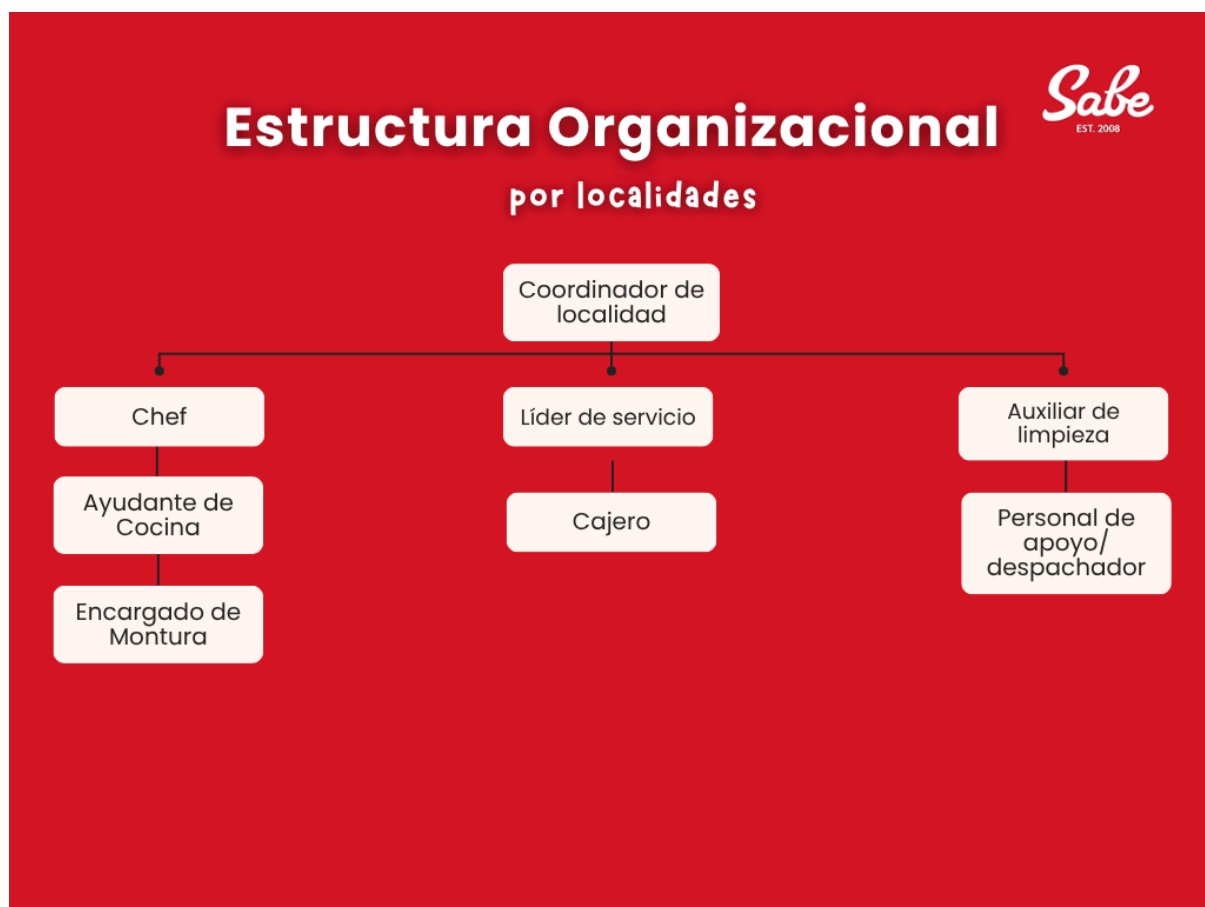 Sabe
EST. 2008
Estructura Organizacional
por localidades
Coordinador de
localidad
Chef
Líder de servicio
Auxiliar de
limpieza
Ayudante de
Cocina
Cajero
Personal de
apoyo/
despachador
Encargado de
Montura